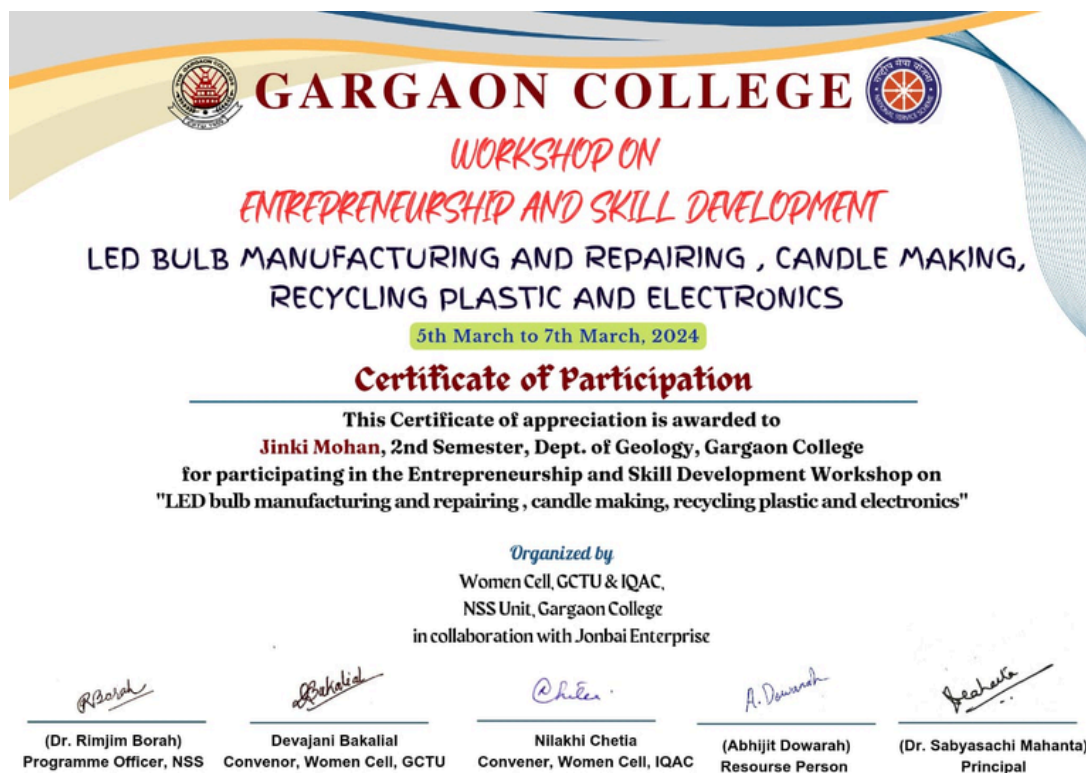 GARGAON COLLEGE
WORKSHOP ON
ENTREPRENEURSHIP AND SKILL DEVELOPMENT
LED BULB MANUFACTURING AND REPAIRING , CANDLE MAKING,
RECYCLING PLASTIC AND ELECTRONICS
5th March to 7th March, 2024
Certificate of Participation
This Certificate of appreciation is awarded to
Jinki Mohan, 2nd Semester, Dept. of Geology, Gargaon College
for participating in the Entrepreneurship and Skill Development Workshop on
"LED bulb manufacturing and repairing , candle making, recycling plastic and electronics"
Organized by
Women Cell, GCTU & IQAC,
NSS Unit, Gargaon College
in collaboration with Jonbai Enterprise
RBorah
DBakalial
A. Dowarah
(Dr. Rimjim Borah)
Programme Officer, NSS
Devajani Bakalial
Convenor, Women Cell, GCTU
Nilakhi Chetia
Convener, Women Cell, IQAC
(Abhijit Dowarah)
Resourse Person
(Dr. Sabyasachi Mahanta)
Principal